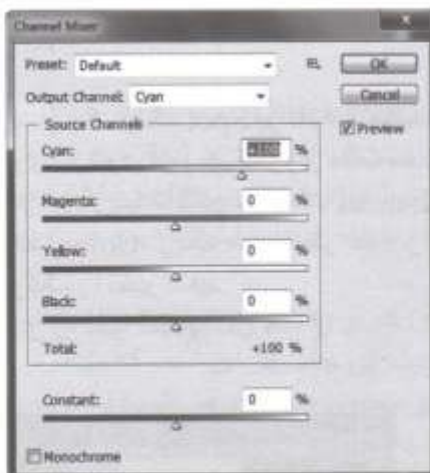 Channel Mixer
Preset: Default
OK
Output Channel: Cyan
Cancel
Source Channels
Preview
Cyan: +100 %
Magenta: 0 %
Yellow: 0 %
Black: 0 %
Total: +100 %
Constant: 0 %
Monochrome